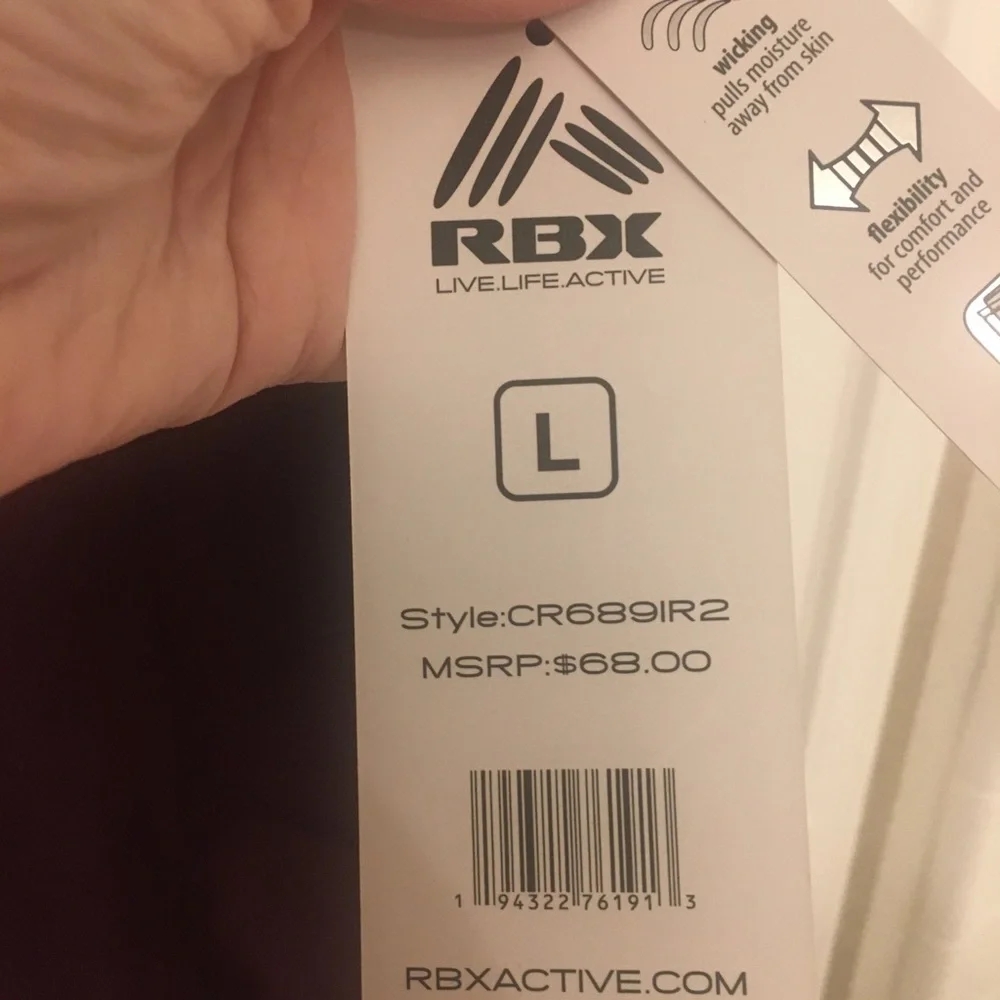 RBX
LIVE.LIFE.ACTIVE
L
Style:CR689IR2
MSRP:$68.00
1 94322 76191 3
RBXACTIVE.COM
wicking
pulls moisture
away from skin
flexibility
for comfort and
performance